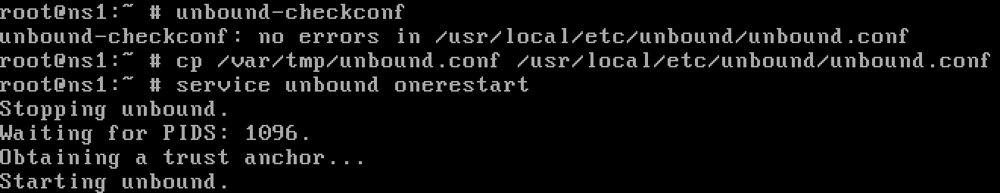 root@ns1:~ # unbound-checkconf
unbound-checkconf: no errors in /usr/local/etc/unbound/unbound.conf
root@ns1:~ # cp /var/tmp/unbound.conf /usr/local/etc/unbound/unbound.conf
root@ns1:~ # service unbound onerestart
Stopping unbound.
Waiting for PIDS: 1096.
Obtaining a trust anchor...
Starting unbound.